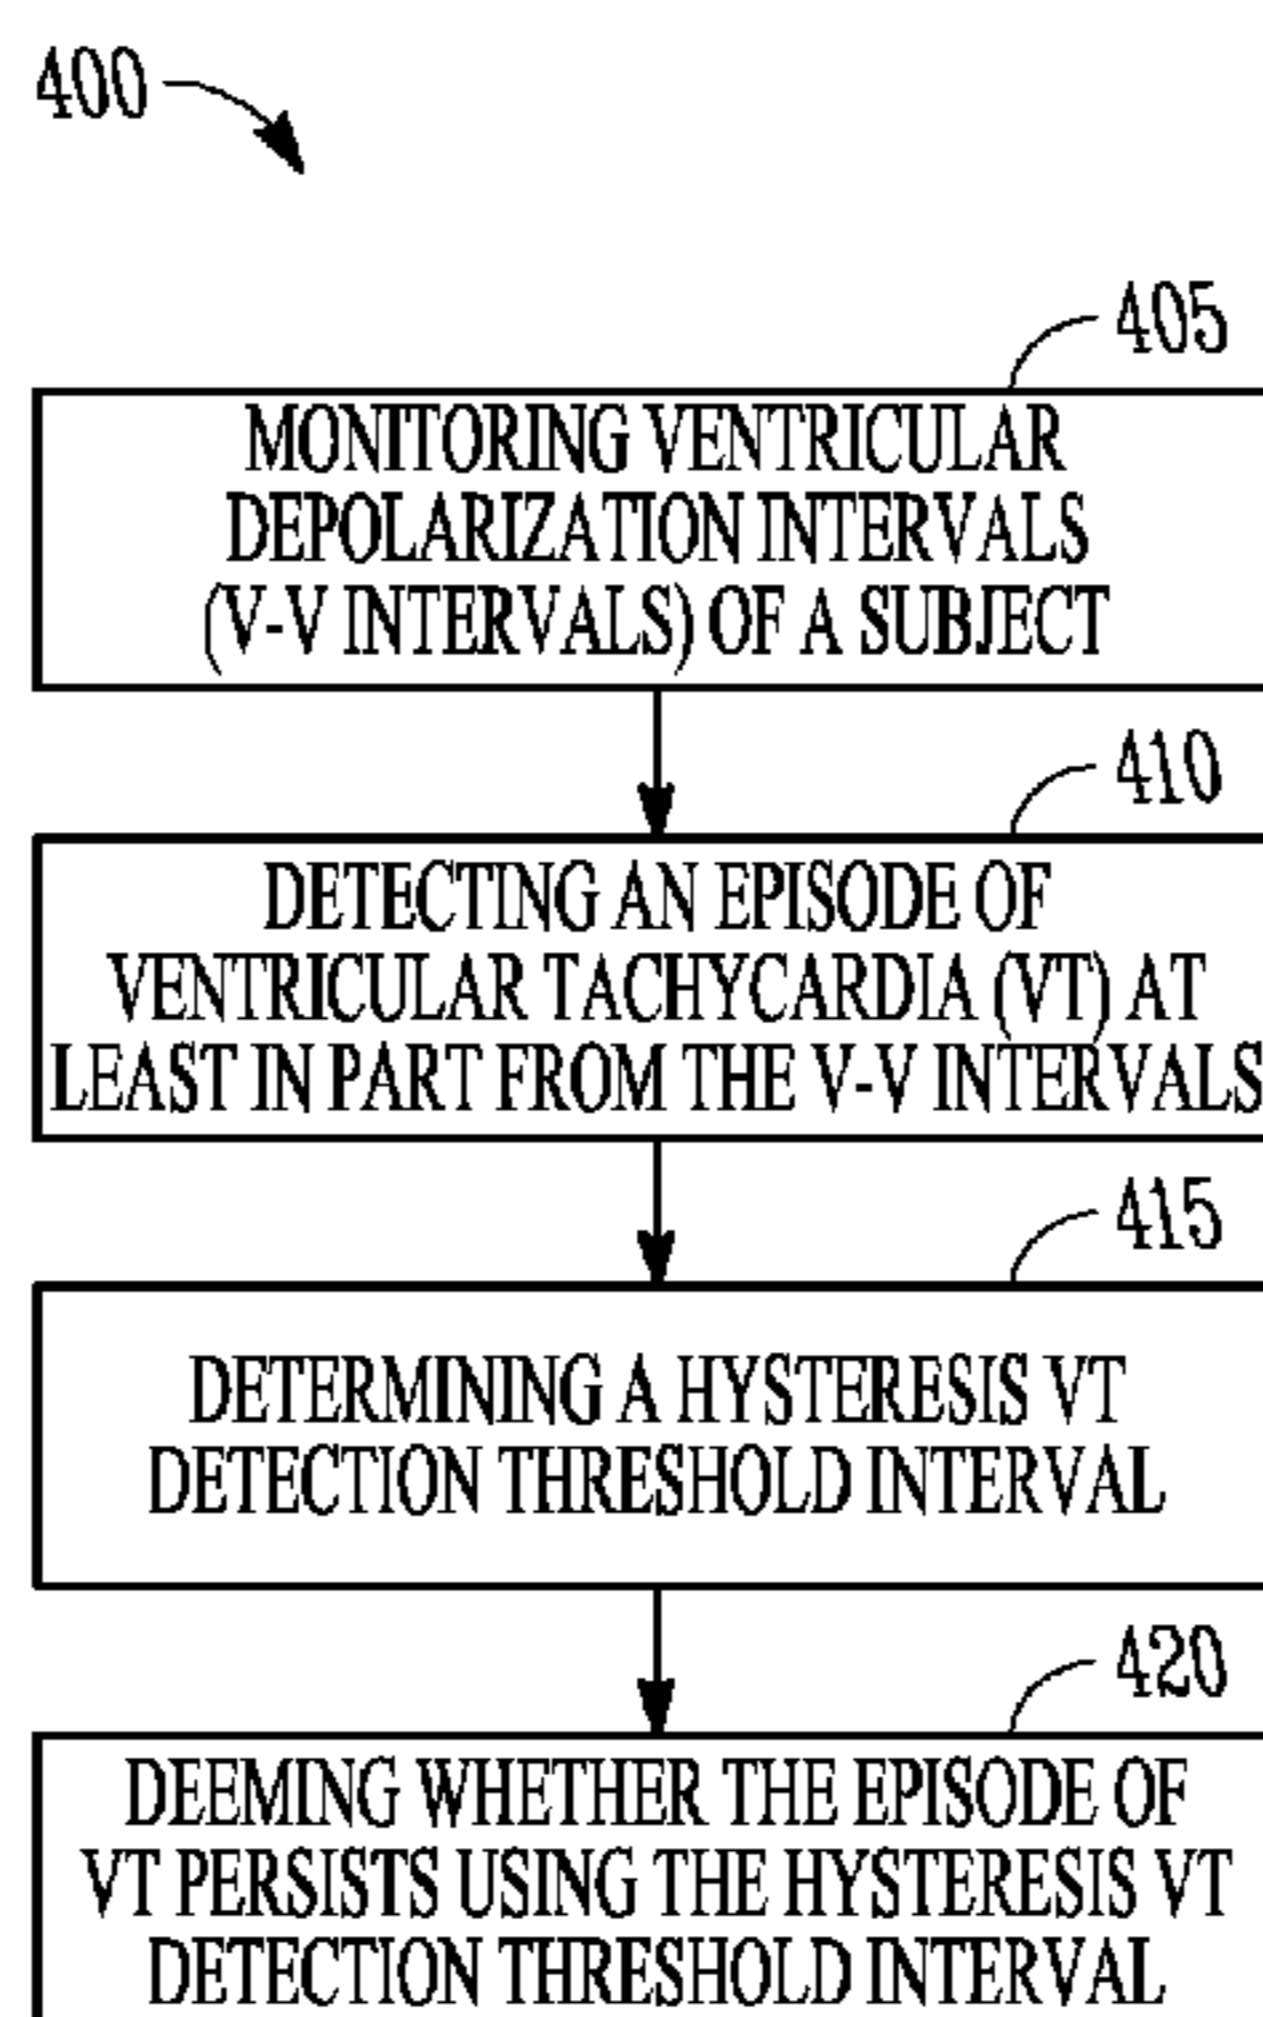 400
405
MONITORING VENTRICULAR
DEPOLARIZATION INTERVALS
(V-V INTERVALS) OF A SUBJECT
410
DETECTING AN EPISODE OF
VENTRICULAR TACHYCARDIA (VT) AT
LEAST IN PART FROM THE V-V INTERVALS
415
DETERMINING A HYSTERESIS VT
DETECTION THRESHOLD INTERVAL
420
DEEMING WHETHER THE EPISODE OF
VT PERSISTS USING THE HYSTERESIS VT
DETECTION THRESHOLD INTERVAL